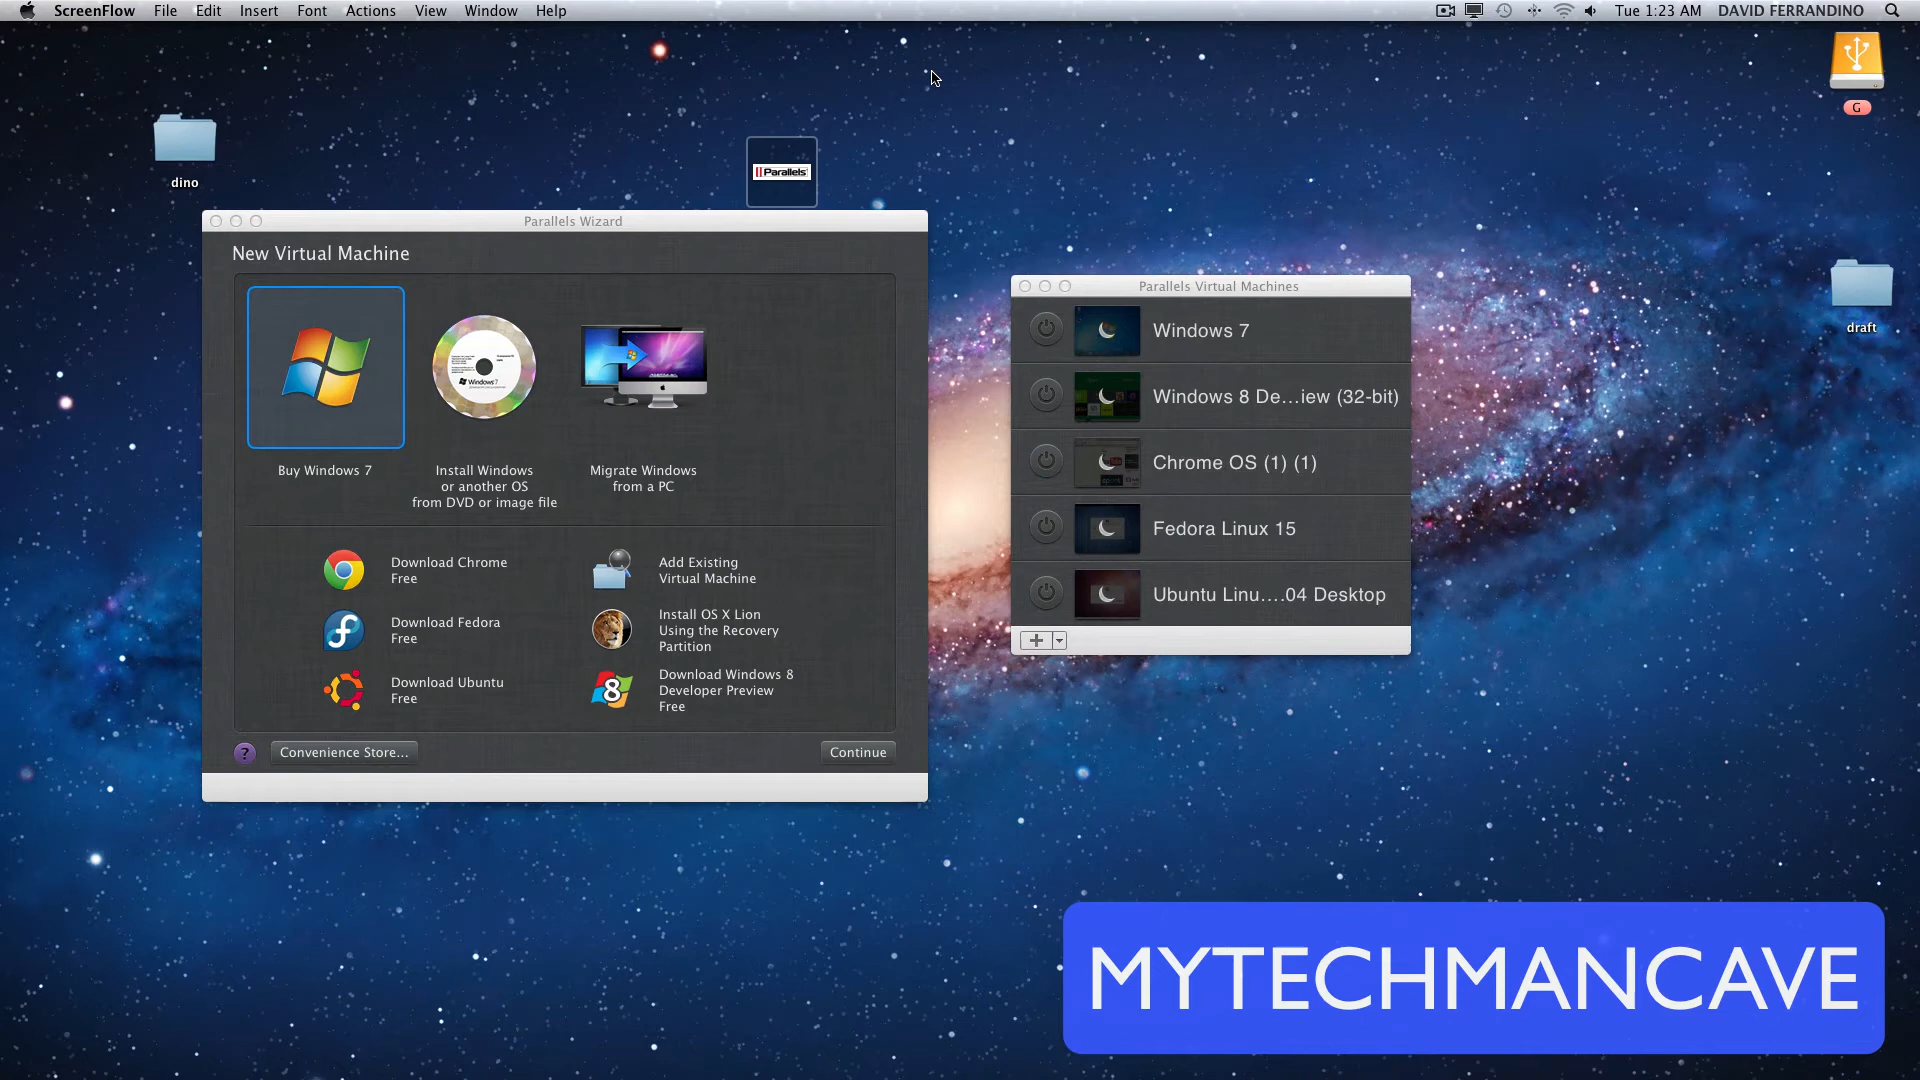 ScreenFlow File Edit Insert Font Actions View Window Help
Tue 1:23 AM DAVID FERRANDINO
G
dino
Parallels
draft
Parallels Wizard
New Virtual Machine
Buy Windows 7
Windows 7
Install Windows
or another OS
from DVD or image file
Migrate Windows
from a PC
Download Chrome
Free
Add Existing
Virtual Machine
Download Fedora
Free
Install OS X Lion
Using the Recovery
Partition
Download Ubuntu
Free
8
Download Windows 8
Developer Preview
Free
?
Convenience Store...
Continue
Parallels Virtual Machines
Windows 7
Windows 8 De...iew (32-bit)
Chrome OS (1) (1)
Fedora Linux 15
Ubuntu Linu....04 Desktop
MYTECHMANCAVE